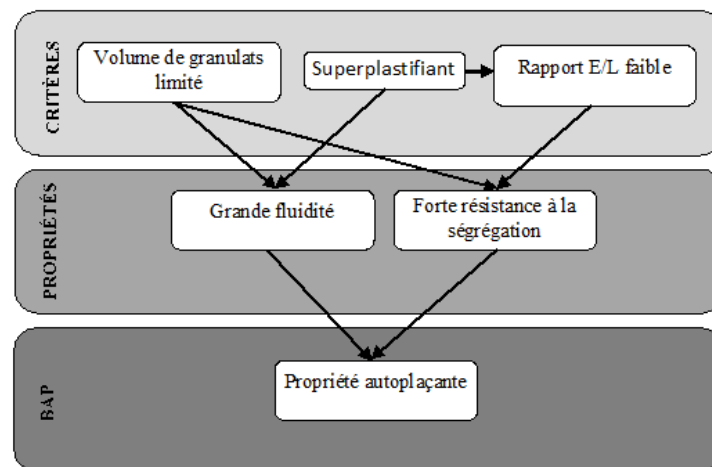 CRITÈRES
Volume de granulats
limité
Superplastifiant
Rapport E/L faible
PROPRIÉTÉS
Grande fluidité
Forte résistance à la
ségrégation
BAP
Propriété autoplaçante